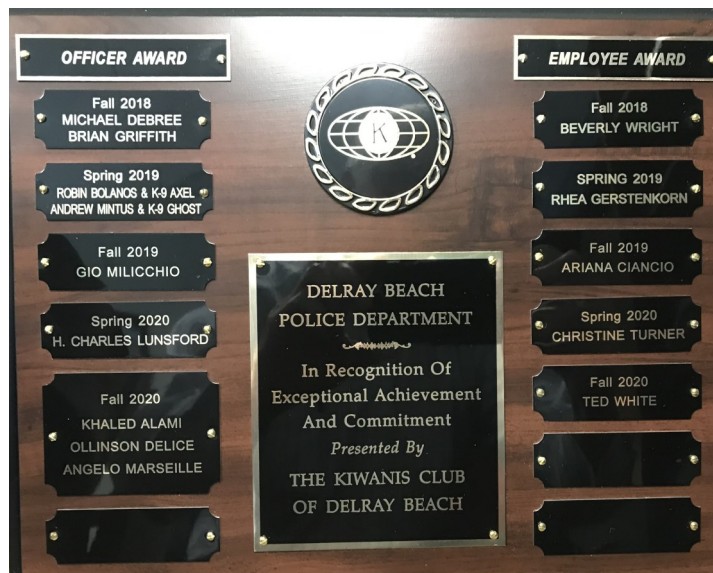 OFFICER AWARD
Fall 2018
MICHAEL DEBREE
BRIAN GRIFFITH
Spring 2019
ROBIN BOLANOS & K-9 AXEL
ANDREW MINTUS & K-9 GHOST
Fall 2019
GIO MILICCHIO
Spring 2020
H. CHARLES LUNSFORD
Fall 2020
KHALED ALAMI
OLLINSON DELICE
ANGELO MARSEILLE
K
DELRAY BEACH
POLICE DEPARTMENT
In Recognition Of
Exceptional Achievement
And Commitment
Presented By
THE KIWANIS CLUB
OF DELRAY BEACH
EMPLOYEE AWARD
Fall 2018
BEVERLY WRIGHT
SPRING 2019
RHEA GERSTENKORN
Fall 2019
ARIANA CIANCIO
Spring 2020
CHRISTINE TURNER
Fall 2020
TED WHITE